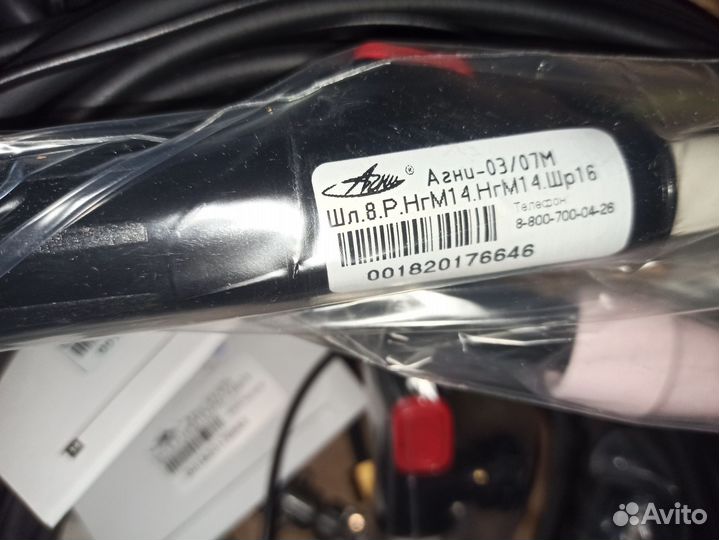 Агни® Агни-03/07М
Шл.8.Р.НгМ14.НгМ14.Шр16
Телефон:
8-800-700-04-26
001820176646
Avito